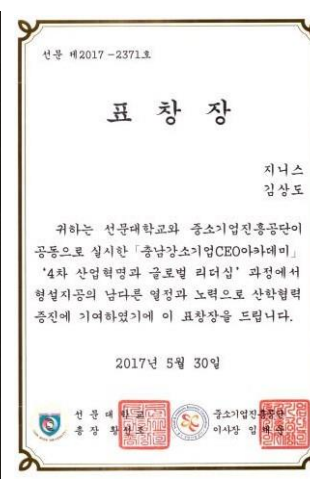 선문 제2017-2371호
표 창 장
지니스
김상도
귀하는 선문대학교와 중소기업진흥공단이
공동으로 실시한「충남강소기업CEO아카데미」
'4차 산업혁명과 글로벌 리더십' 과정에서
형설지공의 남다른 열정과 노력으로 산학협력
증진에 기여하였기에 이 표창장을 드립니다.
2017년 5월 30일
선문대학교
총장 황선조
중소기업진흥공단
이사장